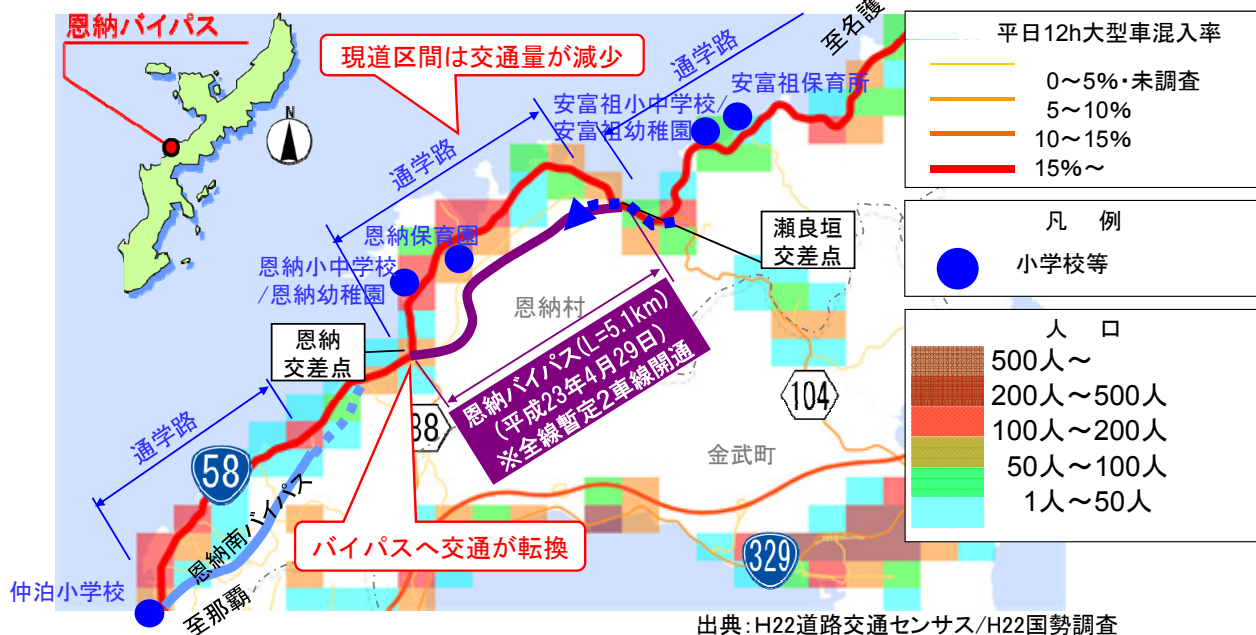 恩納バイパス
N
現道区間は交通量が減少
通学路
至名護
通学路
安富祖保育所
安富祖小中学校/
安富祖幼稚園
恩納保育園
恩納小中学校
/恩納幼稚園
瀬良垣
交差点
恩納村
恩納
交差点
恩納バイパス(L=5.1km)
(平成23年4月29日)
※全線暫定2車線開通
104
88
金武町
通学路
58
恩納南バイパス
バイパスへ交通が転換
329
仲泊小学校
至那覇
平日12h大型車混入率
0~5%・未調査
5~10%
10~15%
15%~
凡 例
小学校等
人 口
500人~
200人~500人
100人~200人
50人~100人
1人~50人
出典:H22道路交通センサス/H22国勢調査